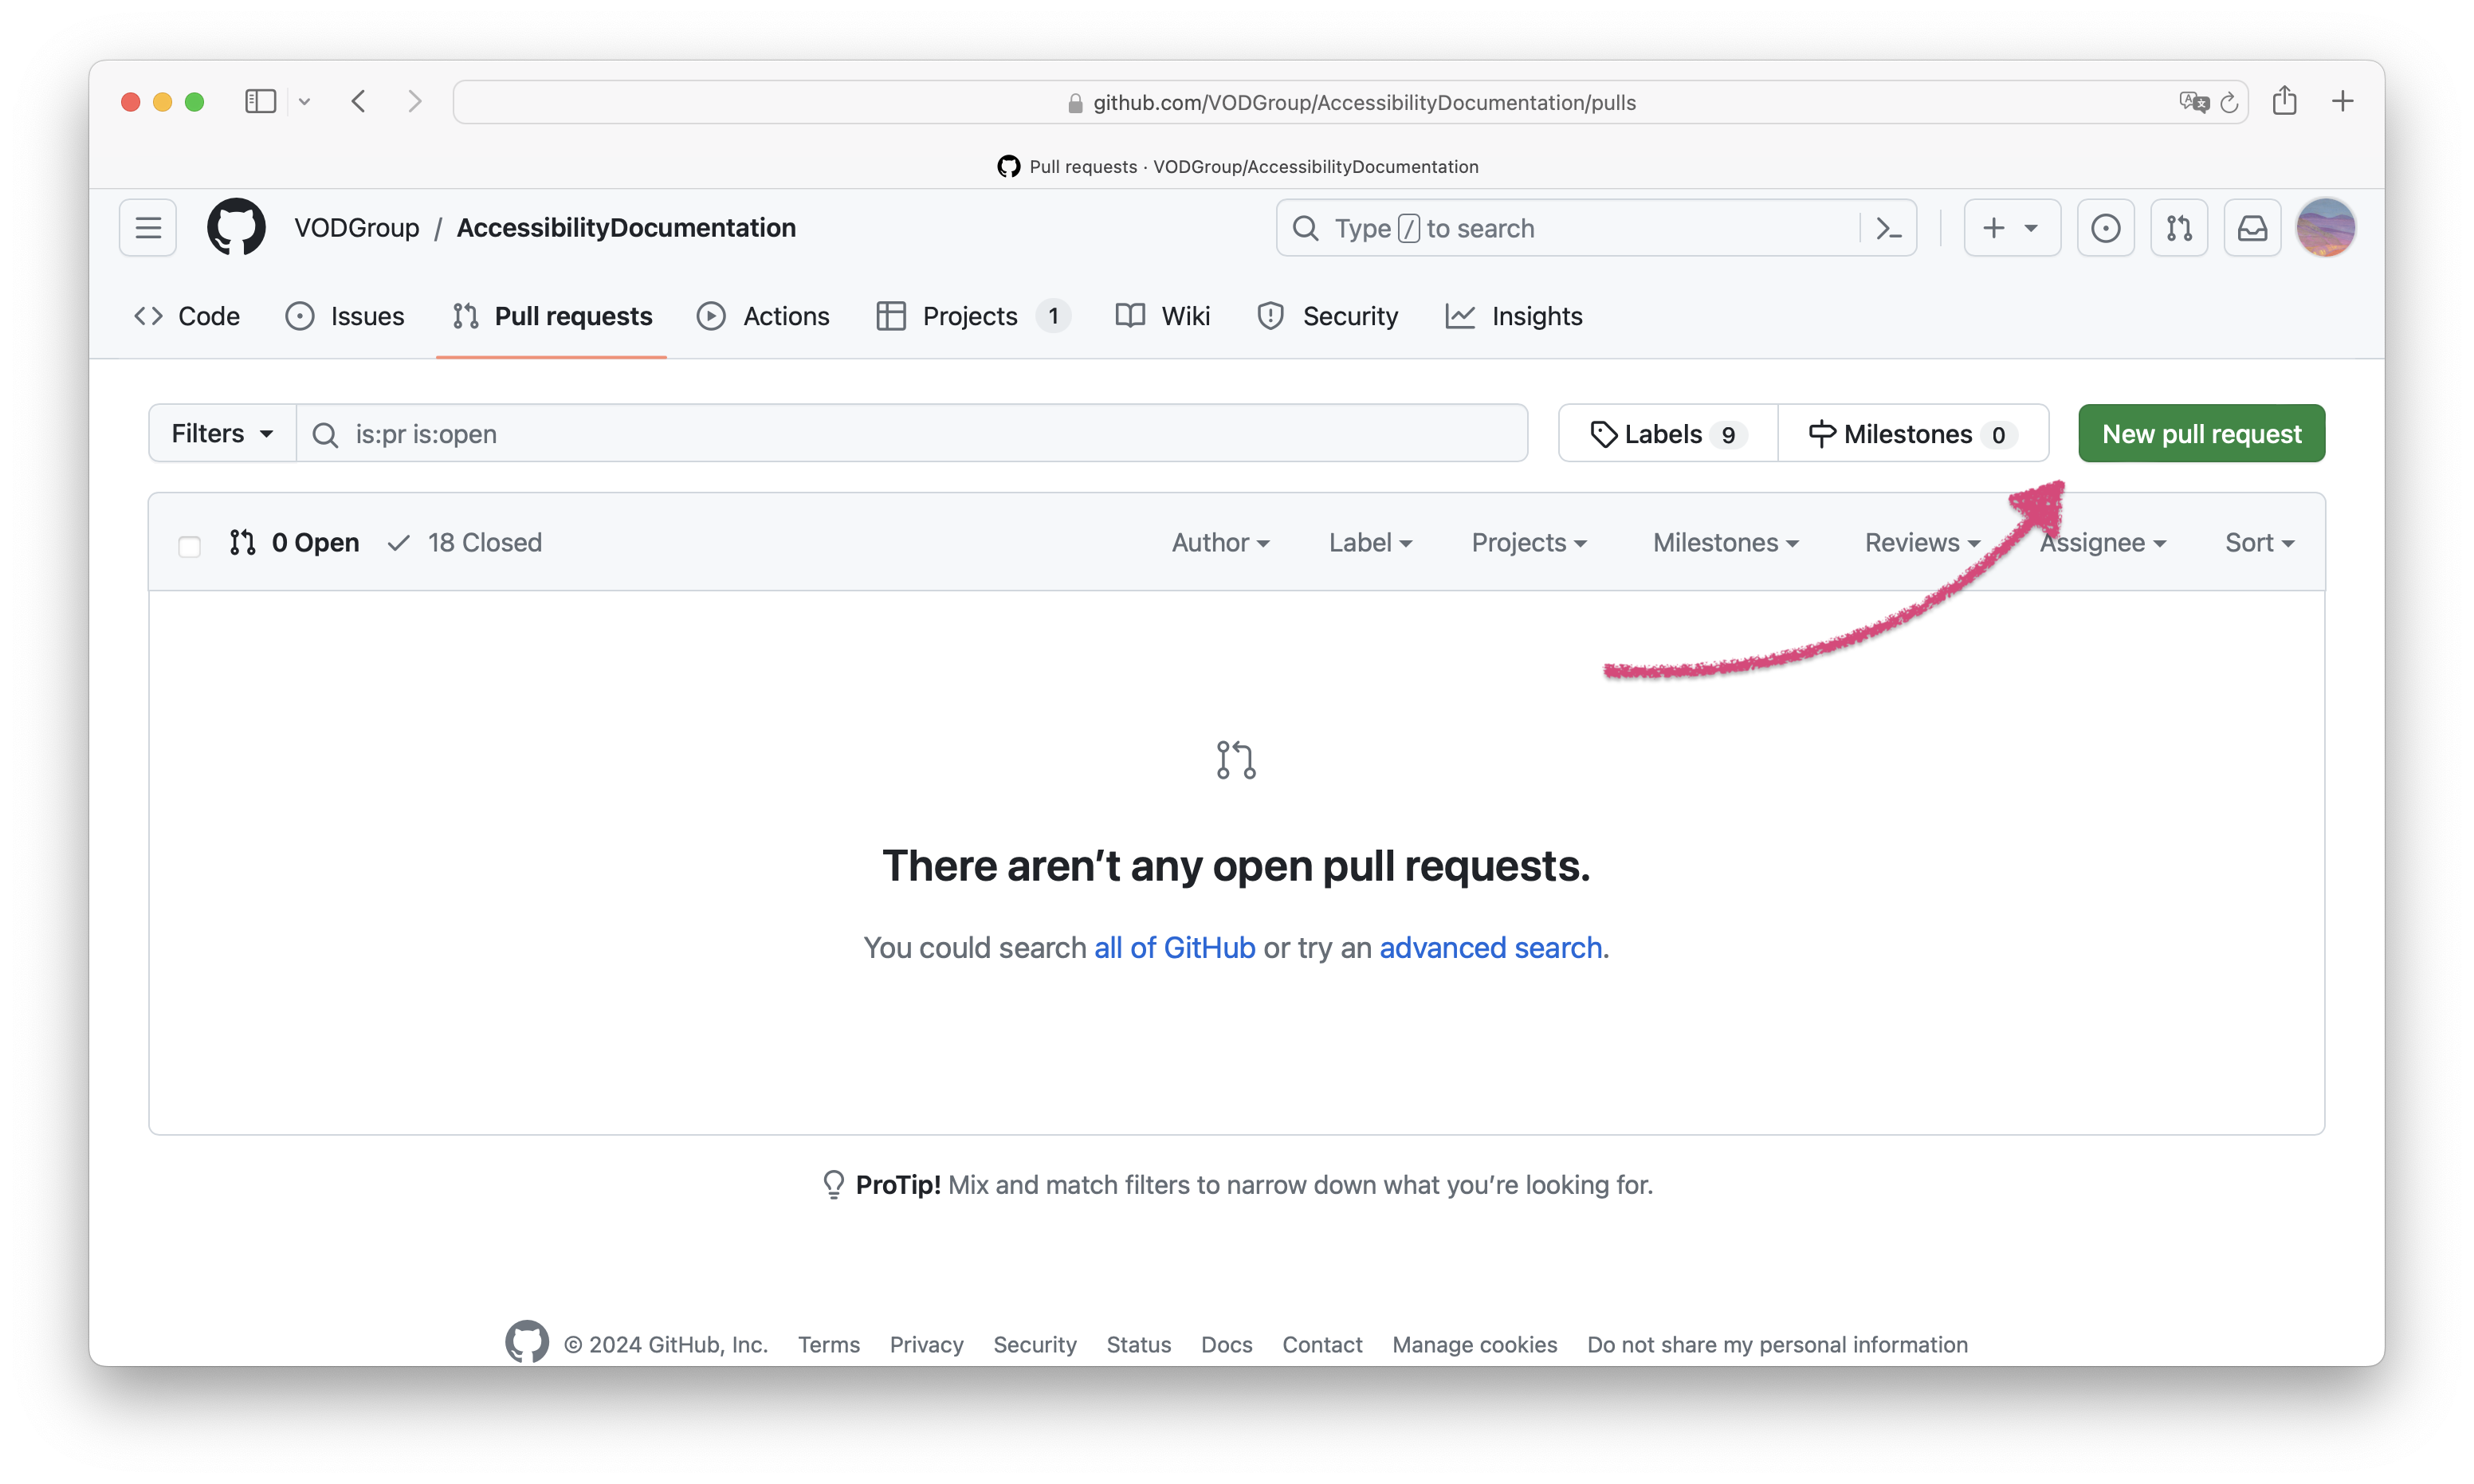 github.com/VODGroup/AccessibilityDocumentation/pulls
Pull requests · VODGroup/AccessibilityDocumentation
VODGroup / AccessibilityDocumentation Type / to search
Code Issues Pull requests Actions Projects 1 Wiki Security Insights
Filters is:pr is:open Labels 9 Milestones 0 New pull request
0 Open 18 Closed Author Label Projects Milestones Reviews Assignee Sort
There aren’t any open pull requests.
You could search all of GitHub or try an advanced search.
ProTip! Mix and match filters to narrow down what you’re looking for.
© 2024 GitHub, Inc. Terms Privacy Security Status Docs Contact Manage cookies Do not share my personal information